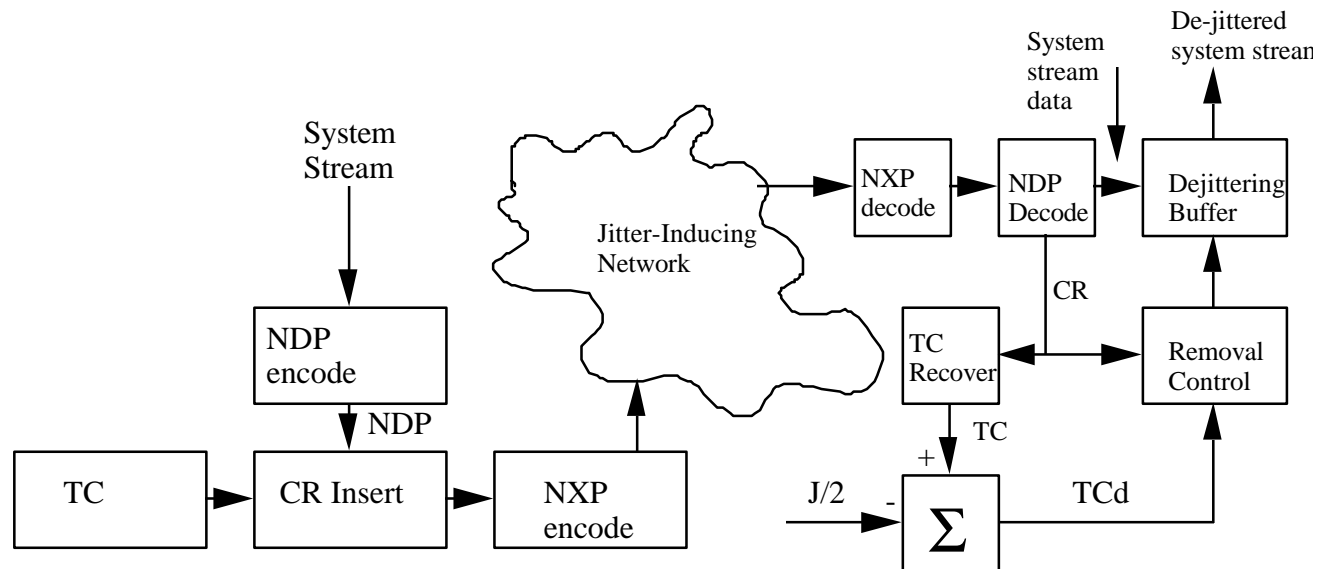 De-jittered
system strean
System
stream
data
System
Stream
NXP
decode
NDP
Decode
Dejittering
Buffer
Jitter-Inducing
Network
CR
NDP
encode
TC
Recover
Removal
Control
NDP
TC
+
TC
CR Insert
NXP
encode
J/2
-
Σ
TCd